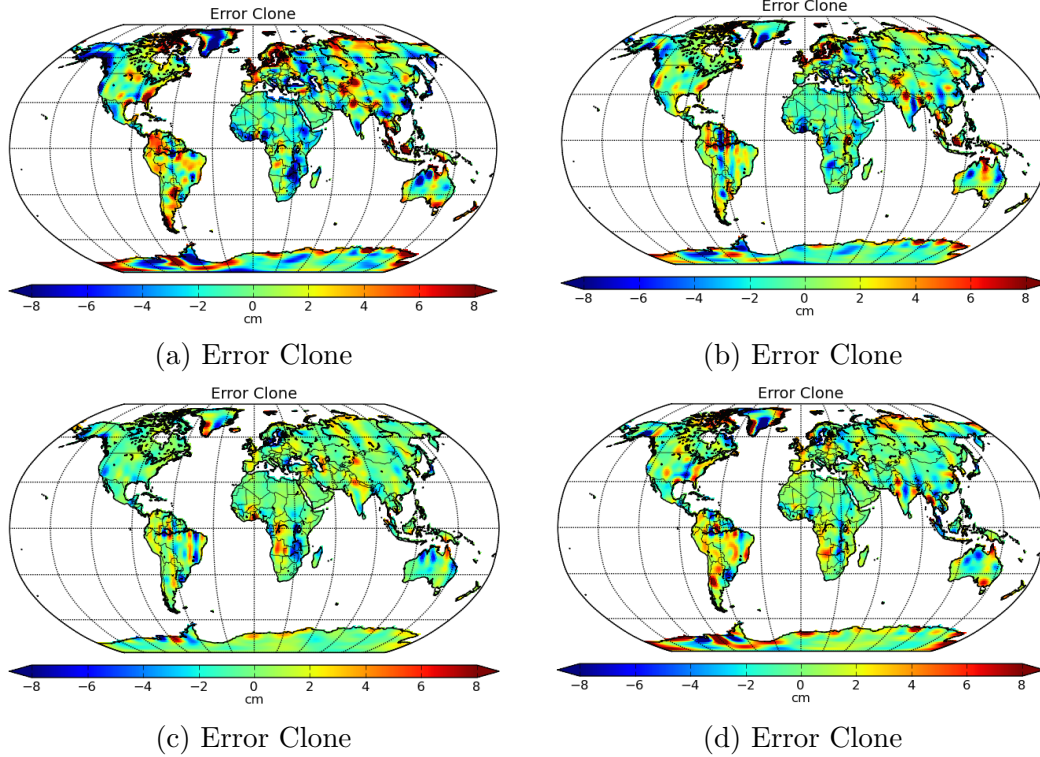 Error Clone
Error Clone
−8 −6 −4 −2 0 2 4 6 8
cm
−8 −6 −4 −2 0 2 4 6 8
cm
(a) Error Clone
(b) Error Clone
Error Clone
Error Clone
−8 −6 −4 −2 0 2 4 6 8
cm
−8 −6 −4 −2 0 2 4 6 8
cm
(c) Error Clone
(d) Error Clone